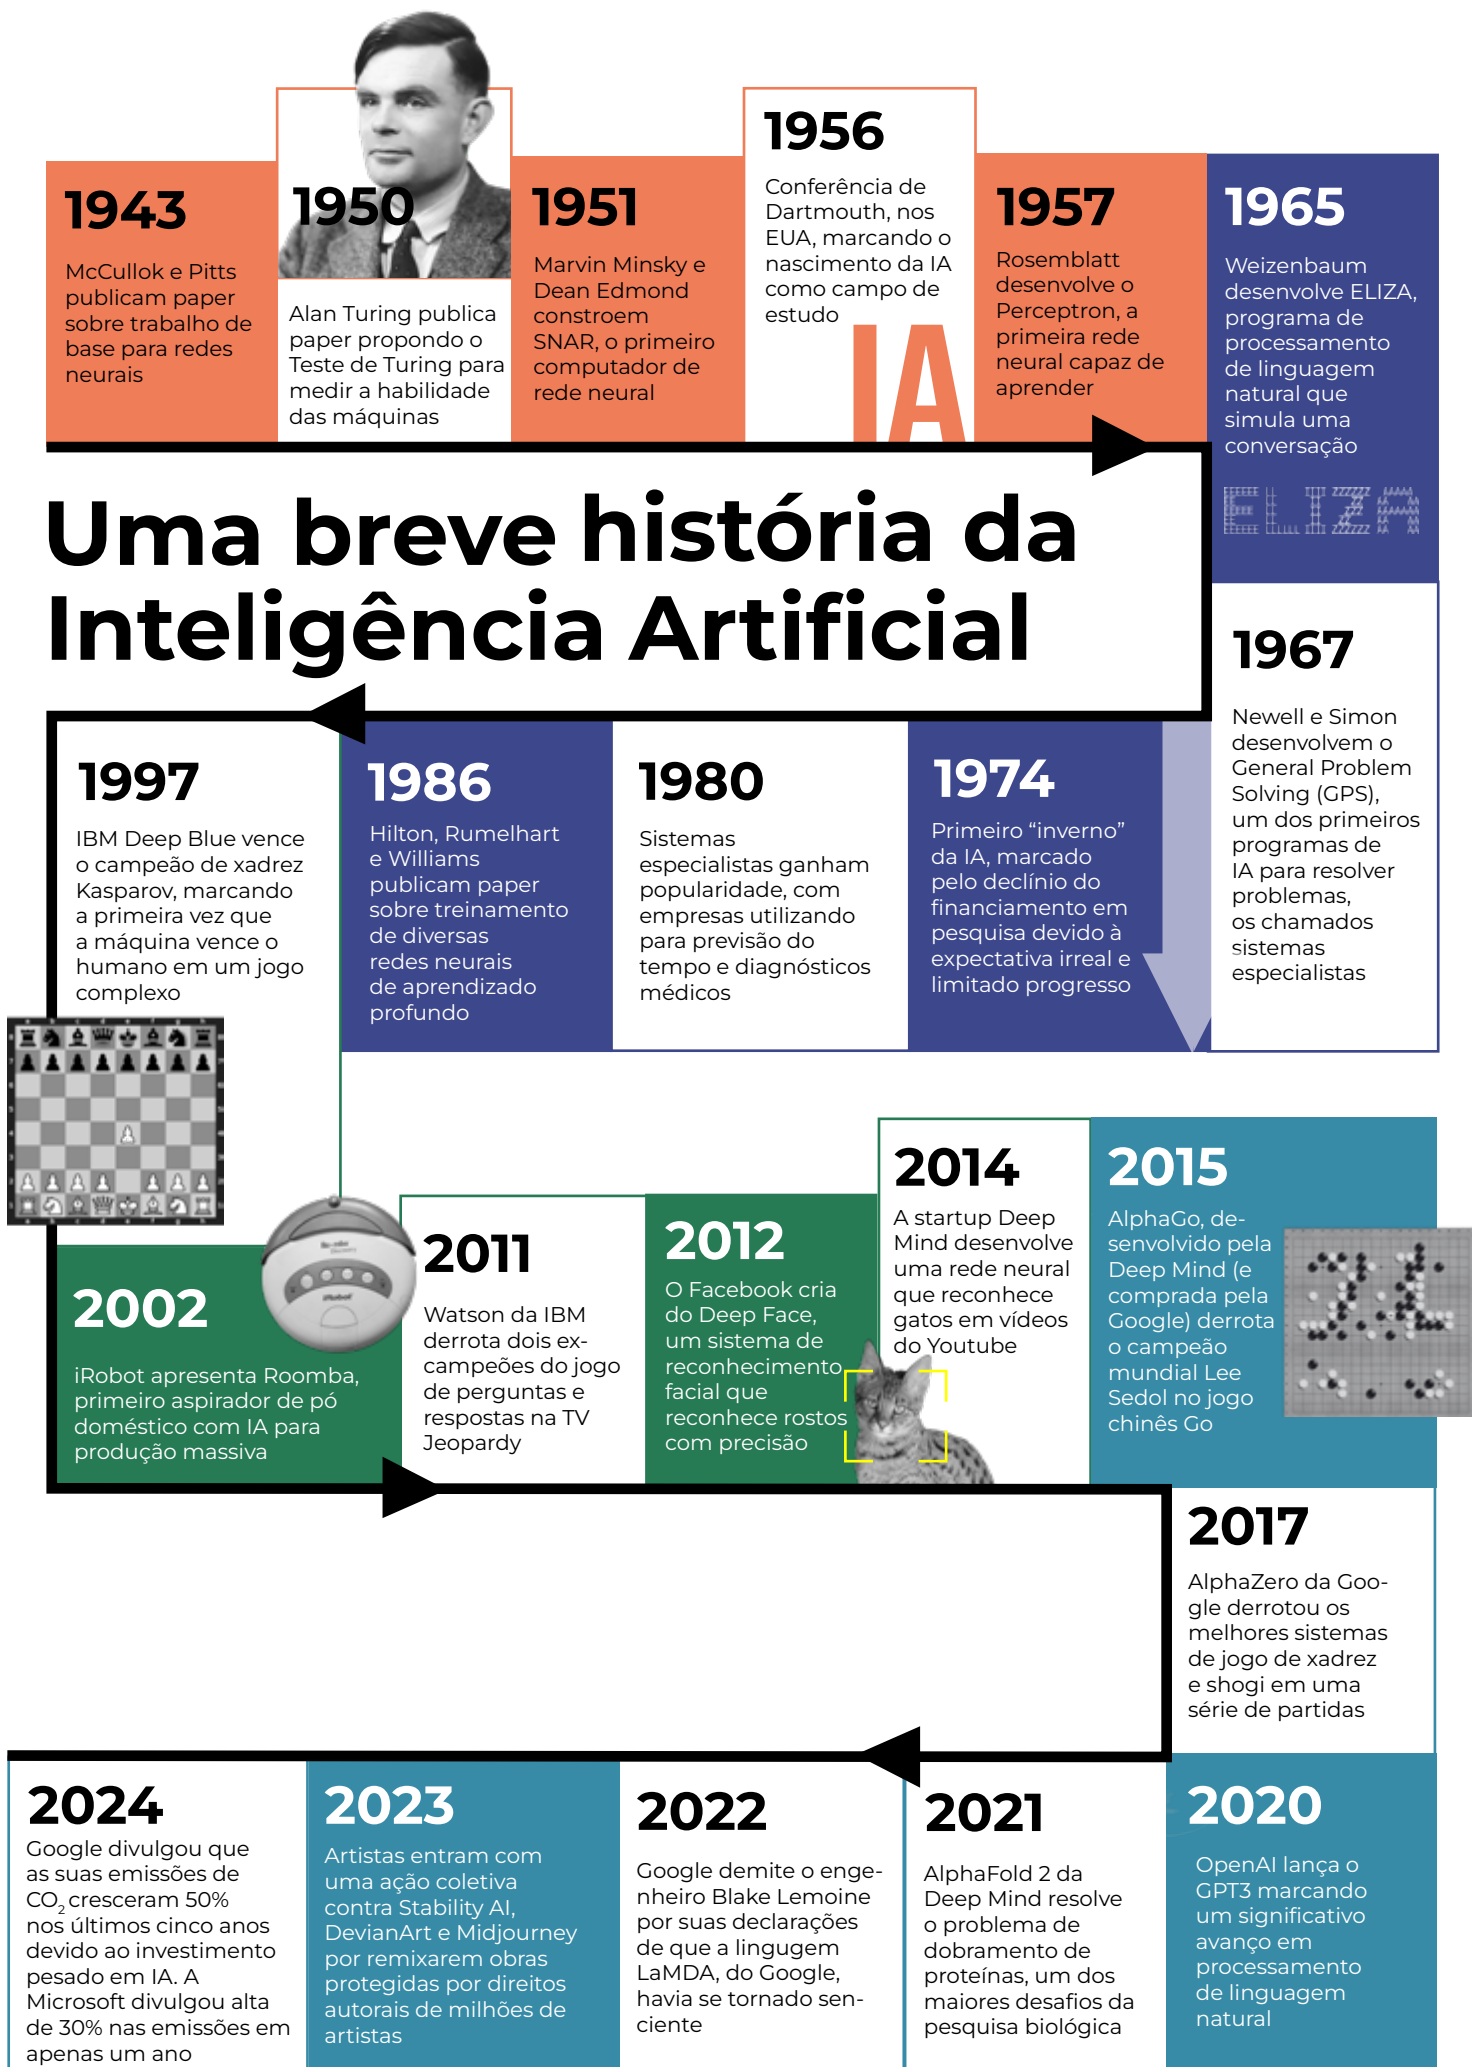 1943
McCullok e Pitts
publicam paper
sobre trabalho de
base para redes
neurais
1950
Alan Turing publica
paper propondo o
Teste de Turing para
medir a habilidade
das máquinas
1951
Marvin Minsky e
Dean Edmond
constroem
SNAR, o primeiro
computador de
rede neural
1956
Conferência de
Dartmouth, nos
EUA, marcando o
nascimento da IA
como campo de
estudo
IA
1957
Rosemblatt
desenvolve o
Perceptron, a
primeira rede
neural capaz de
aprender
1965
Weizenbaum
desenvolve ELIZA,
programa de
processamento
de linguagem
natural que
simula uma
conversação
ELIZA
Uma breve história da
Inteligência Artificial
1967
Newell e Simon
desenvolvem o
General Problem
Solving (GPS),
um dos primeiros
programas de
IA para resolver
problemas,
os chamados
sistemas
especialistas
1974
Primeiro “inverno”
da IA, marcado
pelo declínio do
financiamento em
pesquisa devido à
expectativa irreal e
limitado progresso
1980
Sistemas
especialistas ganham
popularidade, com
empresas utilizando
para previsão do
tempo e diagnósticos
médicos
1986
Hilton, Rumelhart
e Williams
publicam paper
sobre treinamento
de diversas
redes neurais
de aprendizado
profundo
1997
IBM Deep Blue vence
o campeão de xadrez
Kasparov, marcando
a primeira vez que
a máquina vence o
humano em um jogo
complexo
2002
iRobot apresenta Roomba,
primeiro aspirador de pó
doméstico com IA para
produção massiva
2011
Watson da IBM
derrota dois ex-
campeões do jogo
de perguntas e
respostas na TV
Jeopardy
2012
O Facebook cria
do Deep Face,
um sistema de
reconhecimento
facial que
reconhece rostos
com precisão
2014
A startup Deep
Mind desenvolve
uma rede neural
que reconhece
gatos em vídeos
do Youtube
2015
AlphaGo, de-
senvolvido pela
Deep Mind (e
comprada pela
Google) derrota
o campeão
mundial Lee
Sedol no jogo
chinês Go
2017
AlphaZero da Goo-
gle derrotou os
melhores sistemas
de jogo de xadrez
e shogi em uma
série de partidas
2020
OpenAI lança o
GPT3 marcando
um significativo
avanço em
processamento
de linguagem
natural
2021
AlphaFold 2 da
Deep Mind resolve
o problema de
dobramento de
proteínas, um dos
maiores desafios da
pesquisa biológica
2022
Google demite o enge-
nheiro Blake Lemoine
por suas declarações
de que a lingugem
LaMDA, do Google,
havia se tornado sen-
ciente
2023
Artistas entram com
uma ação coletiva
contra Stability AI,
DevianArt e Midjourney
por remixarem obras
protegidas por direitos
autorais de milhões de
artistas
2024
Google divulgou que
as suas emissões de
CO₂ cresceram 50%
nos últimos cinco anos
devido ao investimento
pesado em IA. A
Microsoft divulgou alta
de 30% nas emissões em
apenas um ano